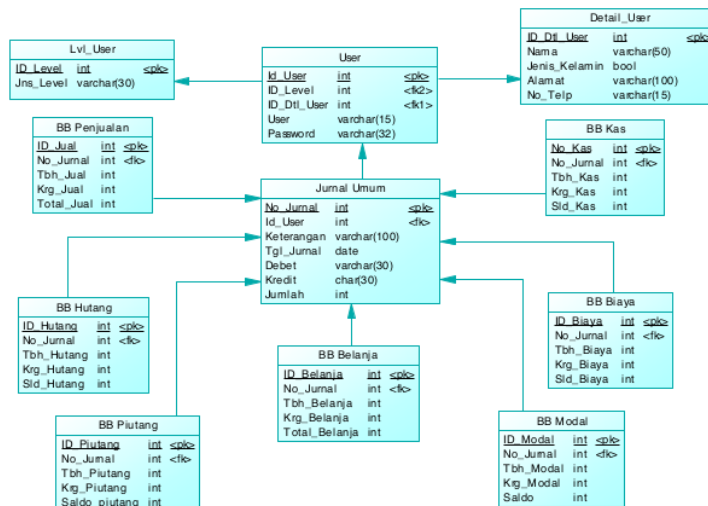 Lvl_User
ID_Level int <pk>
Jns_Level varchar(30)
User
Id_User int <pk>
ID_Level int <fk2>
ID_Dtl_User int <fk1>
User varchar(15)
Password varchar(32)
Detail_User
ID_Dtl_User int <pk>
Nama varchar(50)
Jenis_Kelamin bool
Alamat varchar(100)
No_Telp varchar(15)
BB Penjualan
ID_Jual int <pk>
No_Jurnal int <fk>
Tbh_Jual int
Krg_Jual int
Total_Jual int
BB Kas
No_Kas int <pk>
No_Jurnal int <fk>
Tbh_Kas int
Krg_Kas int
Sld_Kas int
Jurnal Umum
No_Jurnal int <pk>
Id_User int <fk>
Keterangan varchar(100)
Tgl_Jurnal date
Debet varchar(30)
Kredit char(30)
Jumlah int
BB Hutang
ID_Hutang int <pk>
No_Jurnal int <fk>
Tbh_Hutang int
Krg_Hutang int
Sld_Hutang int
BB Biaya
ID_Biaya int <pk>
No_Jurnal int <fk>
Tbh_Biaya int
Krg_Biaya int
Sld_Biaya int
BB Belanja
ID_Belanja int <pk>
No_Jurnal int <fk>
Tbh_Belanja int
Krg_Belanja int
Total_Belanja int
BB Piutang
ID_Piutang int <pk>
No_Jurnal int <fk>
Tbh_Piutang int
Krg_Piutang int
Saldo_piutang int
BB Modal
ID_Modal int <pk>
No_Jurnal int <fk>
Tbh_Modal int
Krg_Modal int
Saldo int